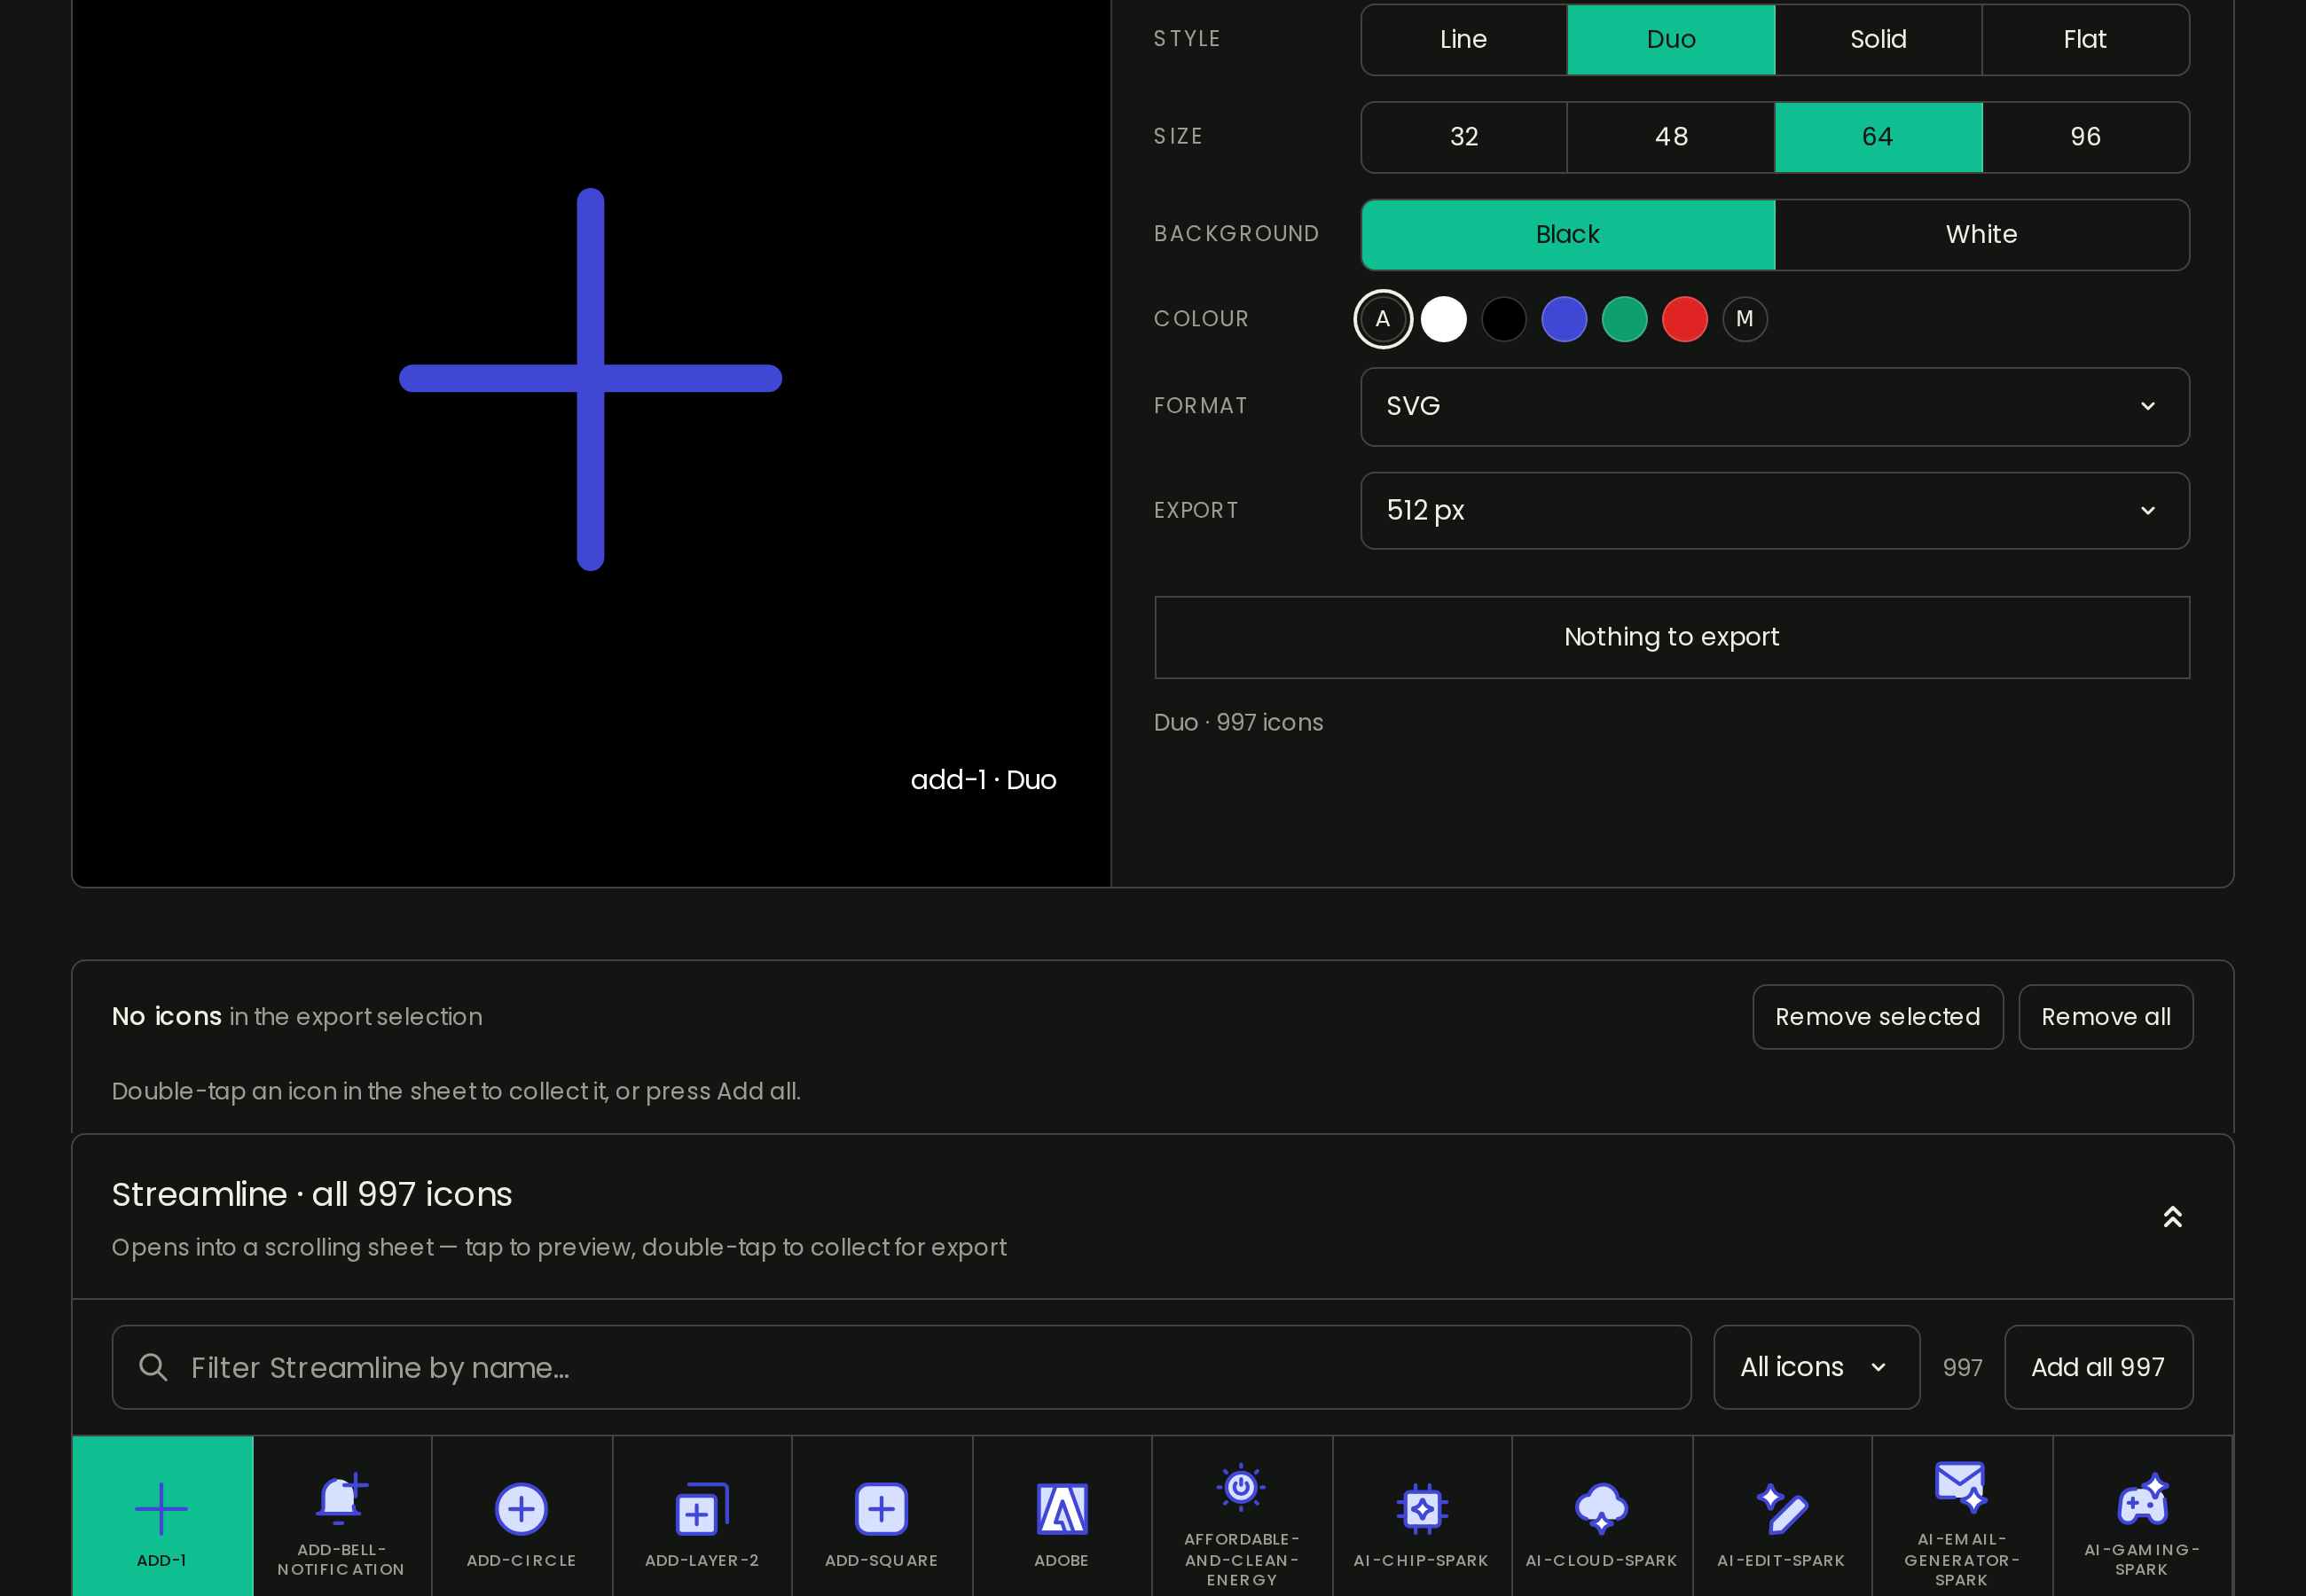 STYLE
Line
Duo
Solid
Flat
SIZE
32
48
64
96
BACKGROUND
Black
White
COLOUR
A
M
FORMAT
SVG
EXPORT
512 px
Nothing to export
Duo · 997 icons
add-1 · Duo
No icons in the export selection
Remove selected
Remove all
Double-tap an icon in the sheet to collect it, or press Add all.
Streamline · all 997 icons
Opens into a scrolling sheet — tap to preview, double-tap to collect for export
Filter Streamline by name...
All icons
997
Add all 997
ADD-1
ADD-BELL-
NOTIFICATION
ADD-CIRCLE
ADD-LAYER-2
ADD-SQUARE
ADOBE
AFFORDABLE-
AND-CLEAN-
ENERGY
AI-CHIP-SPARK
AI-CLOUD-SPARK
AI-EDIT-SPARK
AI-EMAIL-
GENERATOR-
SPARK
AI-GAMING-
SPARK